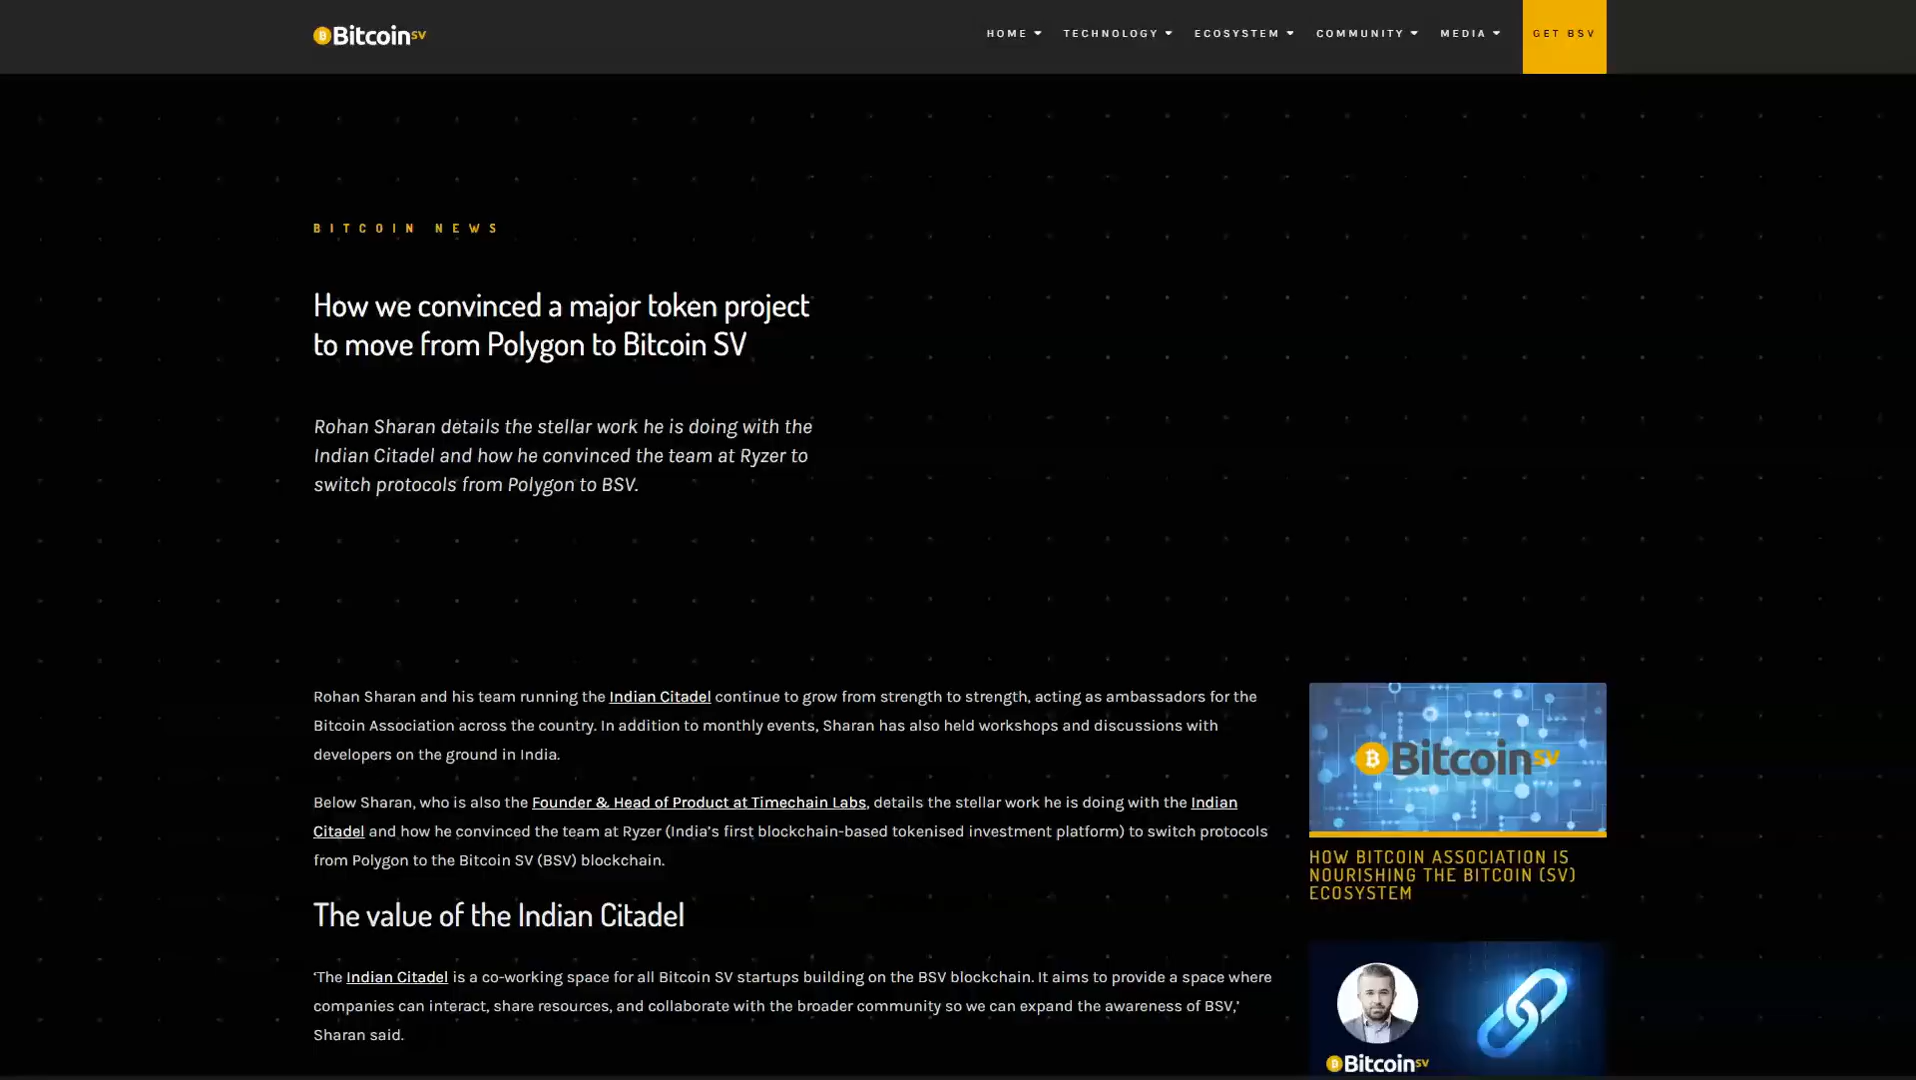 Bitcoin SV
HOME TECHNOLOGY ECOSYSTEM COMMUNITY MEDIA GET BSV
BITCOIN NEWS
How we convinced a major token project
to move from Polygon to Bitcoin SV
Rohan Sharan details the stellar work he is doing with the
Indian Citadel and how he convinced the team at Ryzer to
switch protocols from Polygon to BSV.
Rohan Sharan and his team running the Indian Citadel continue to grow from strength to strength, acting as ambassadors for the
Bitcoin Association across the country. In addition to monthly events, Sharan has also held workshops and discussions with
developers on the ground in India.
Below Sharan, who is also the Founder & Head of Product at Timechain Labs, details the stellar work he is doing with the Indian
Citadel and how he convinced the team at Ryzer (India's first blockchain-based tokenised investment platform) to switch protocols
from Polygon to the Bitcoin SV (BSV) blockchain.
The value of the Indian Citadel
‘The Indian Citadel is a co-working space for all Bitcoin SV startups building on the BSV blockchain. It aims to provide a space where
companies can interact, share resources, and collaborate with the broader community so we can expand the awareness of BSV,’
Sharan said.
Bitcoin SV
HOW BITCOIN ASSOCIATION IS
NOURISHING THE BITCOIN (SV)
ECOSYSTEM
Bitcoin SV